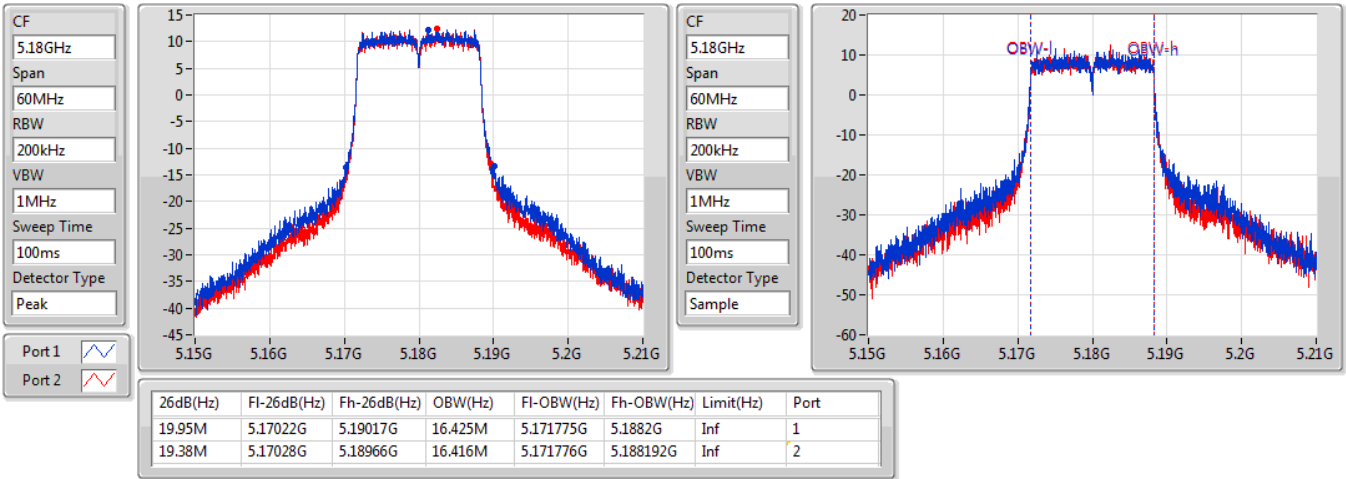 CF
5.18GHz
Span
60MHz
RBW
200kHz
VBW
1MHz
Sweep Time
100ms
Detector Type
Peak
Port 1
Port 2
15
10
5
0
-5
-10
-15
-20
-25
-30
-35
-40
-45
5.15G 5.16G 5.17G 5.18G 5.19G 5.2G 5.21G
CF
5.18GHz
Span
60MHz
RBW
200kHz
VBW
1MHz
Sweep Time
100ms
Detector Type
Sample
20
10
0
-10
-20
-30
-40
-50
-60
OBW-l OBW-h
5.15G 5.16G 5.17G 5.18G 5.19G 5.2G 5.21G
26dB(Hz) Fl-26dB(Hz) Fh-26dB(Hz) OBW(Hz) Fl-OBW(Hz) Fh-OBW(Hz) Limit(Hz) Port
19.95M 5.17022G 5.19017G 16.425M 5.171775G 5.1882G Inf 1
19.38M 5.17028G 5.18966G 16.416M 5.171776G 5.188192G Inf 2